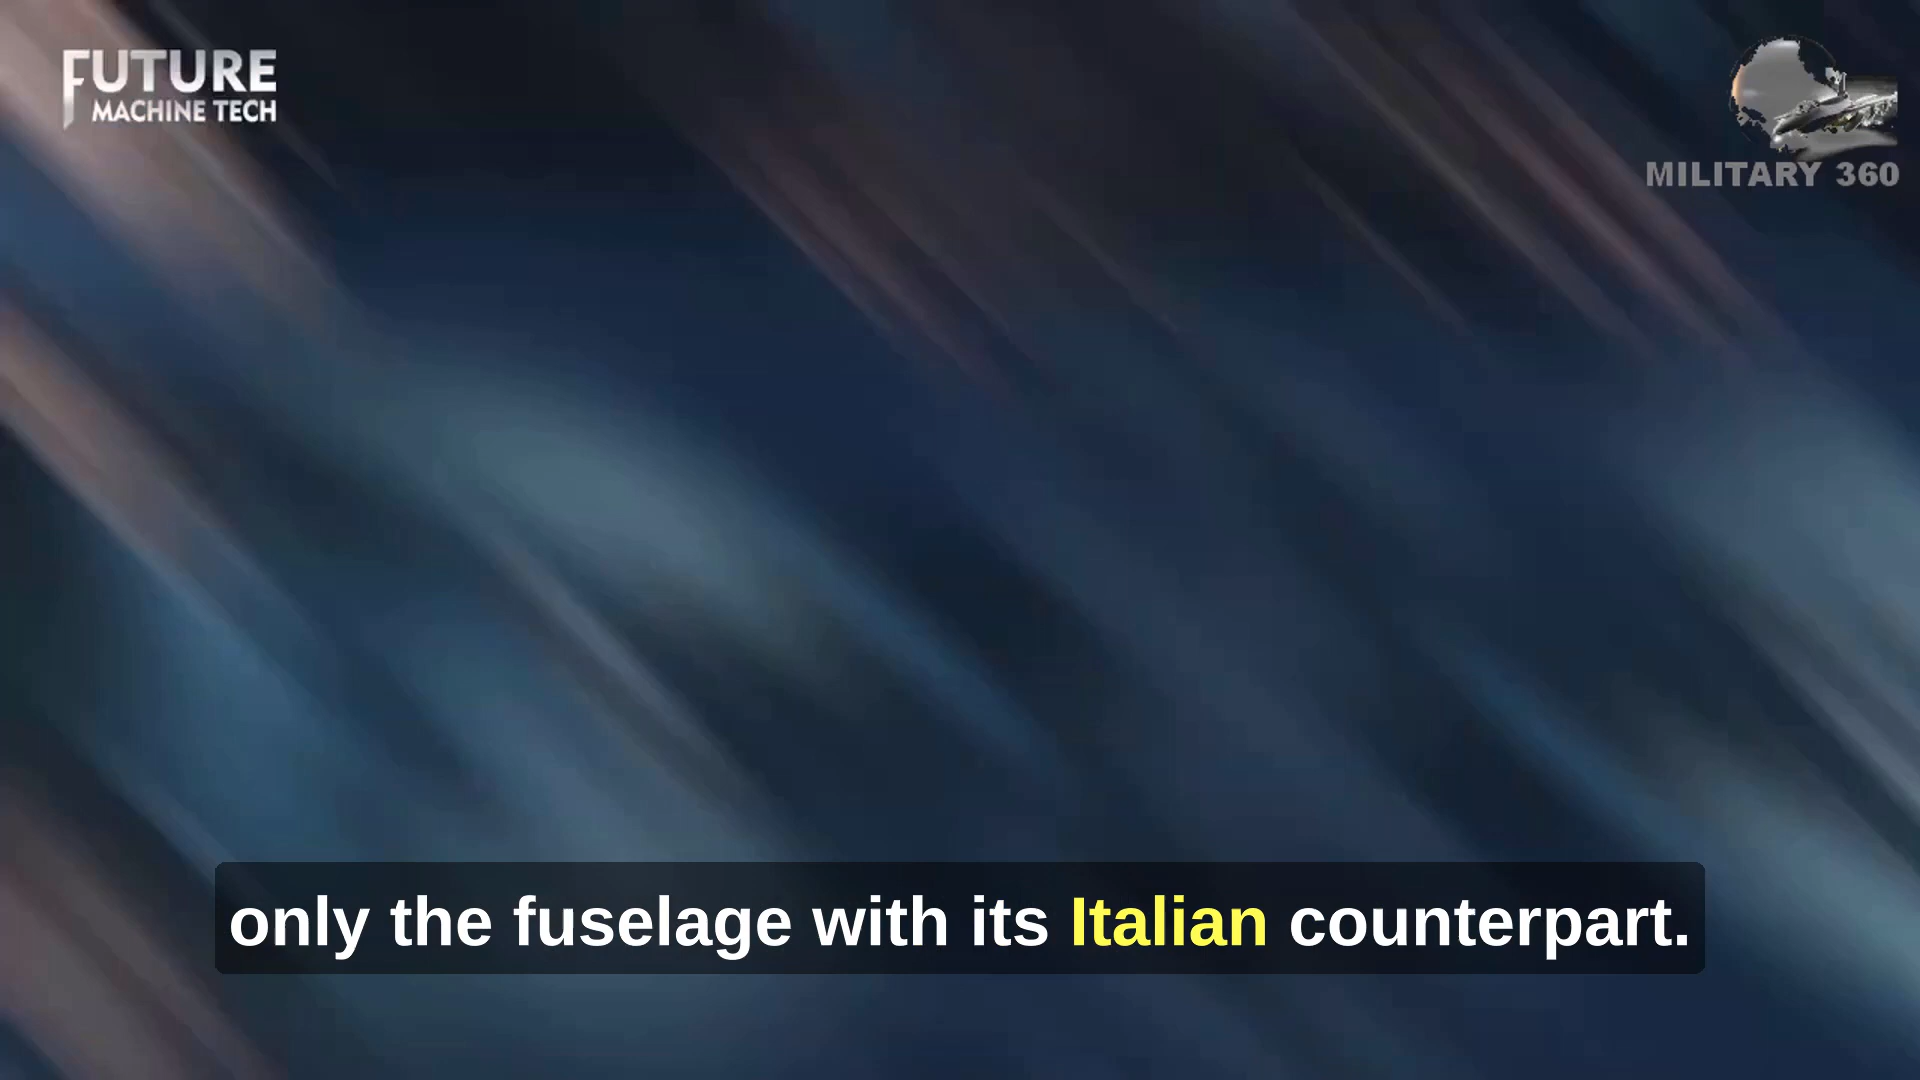 FUTURE
MACHINE TECH
MILITARY 360
only the fuselage with its Italian counterpart.